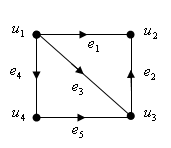 u₁ u₂
e₁
e₄ e₃ e₂
u₄ u₃
e₅